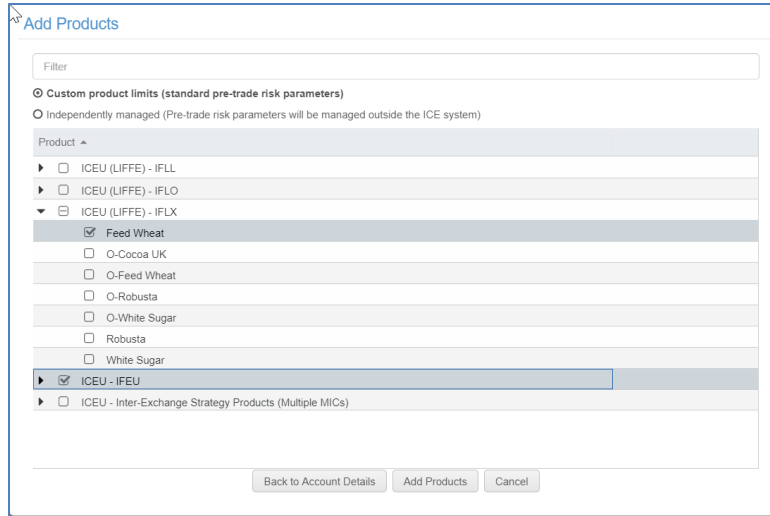 Add Products
Filter
Custom product limits (standard pre-trade risk parameters)
Independently managed (Pre-trade risk parameters will be managed outside the ICE system)
Product
ICEU (LIFFE) - IFLL
ICEU (LIFFE) - IFLO
ICEU (LIFFE) - IFLX
Feed Wheat
O-Cocoa UK
O-Feed Wheat
O-Robusta
O-White Sugar
Robusta
White Sugar
ICEU - IFEU
ICEU - Inter-Exchange Strategy Products (Multiple MICs)
Back to Account Details Add Products Cancel